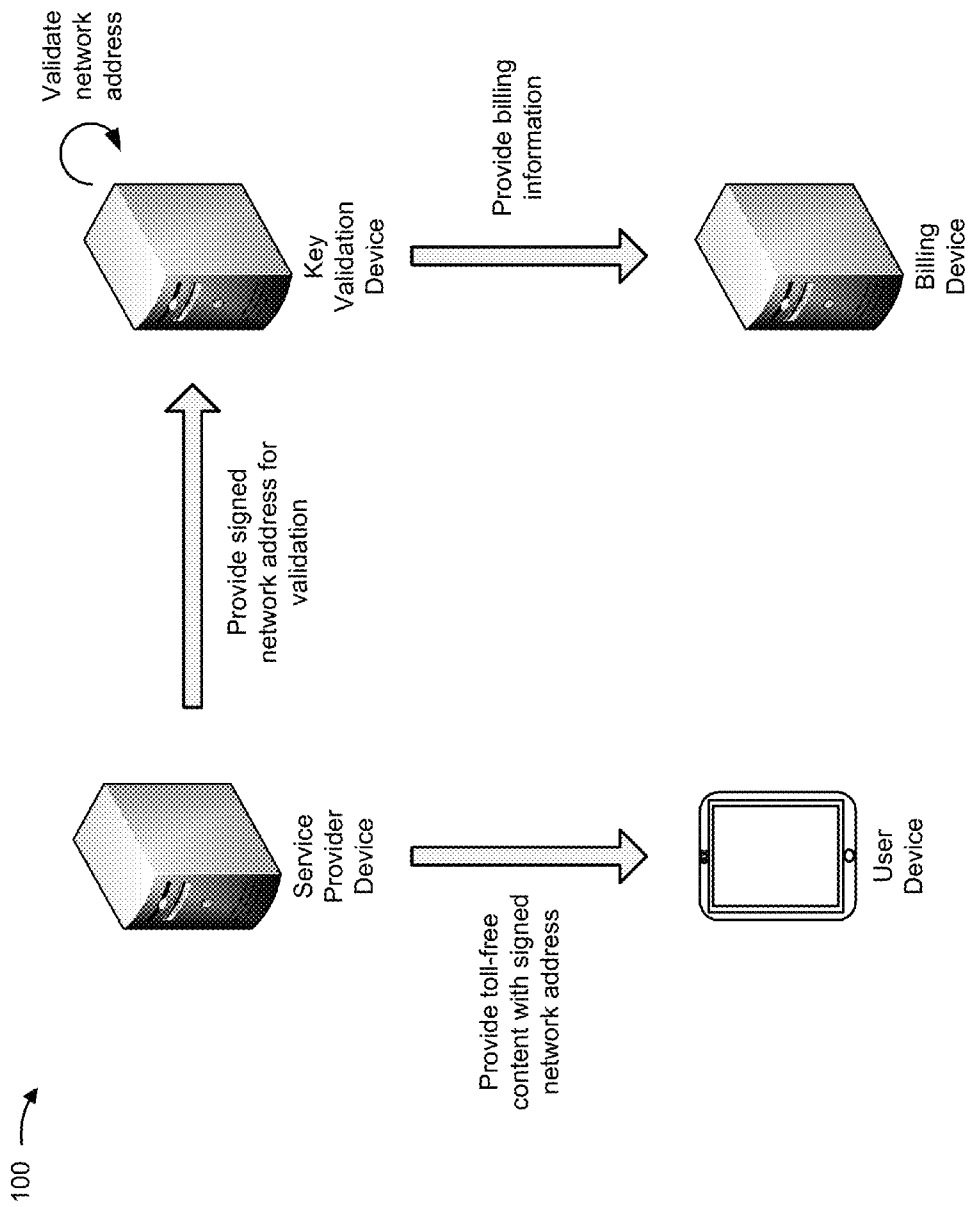 100
Validate
network
address
Provide signed
network address for
validation
Service
Provider
Device
Key
Validation
Device
Provide toll-free
content with signed
network address
Provide billing
information
User
Device
Billing
Device